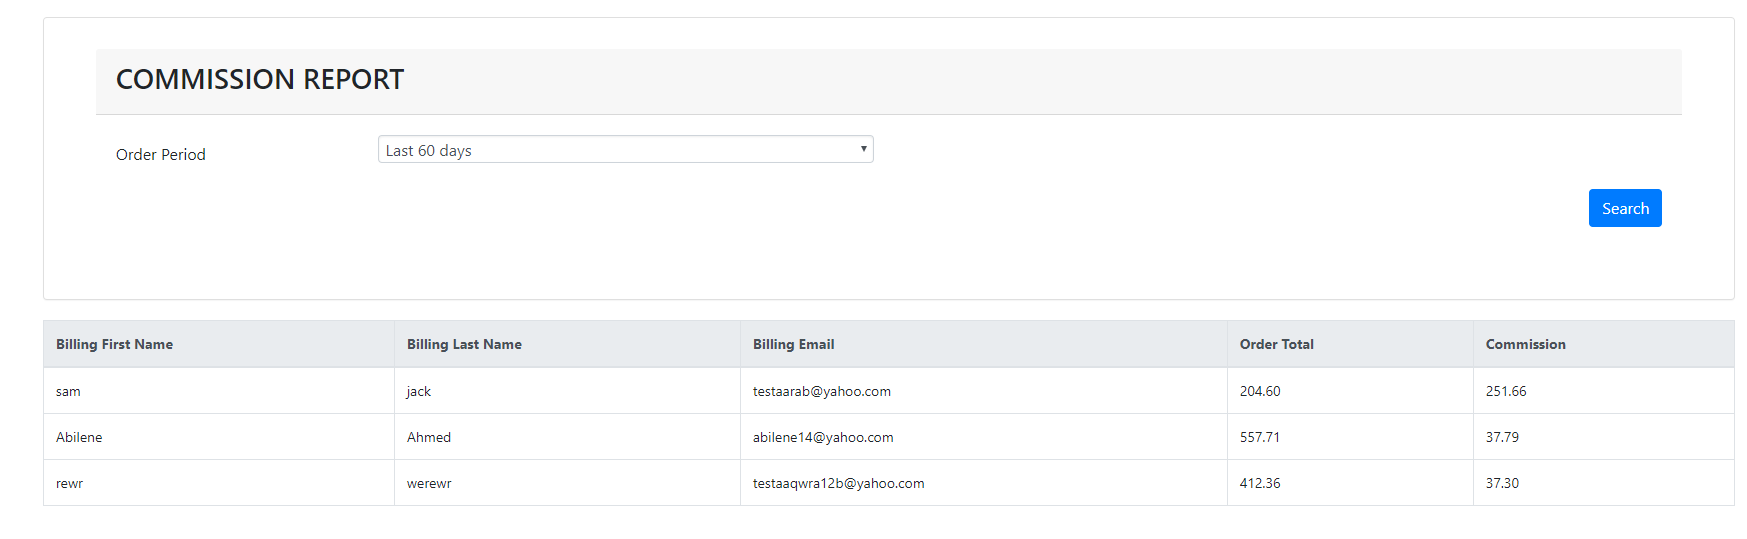 COMMISSION REPORT
Order Period Last 60 days
Search
Billing First Name Billing Last Name Billing Email Order Total Commission
sam jack testaarab@yahoo.com 204.60 251.66
Abilene Ahmed abilene14@yahoo.com 557.71 37.79
rewr werewr testaaqwra12b@yahoo.com 412.36 37.30